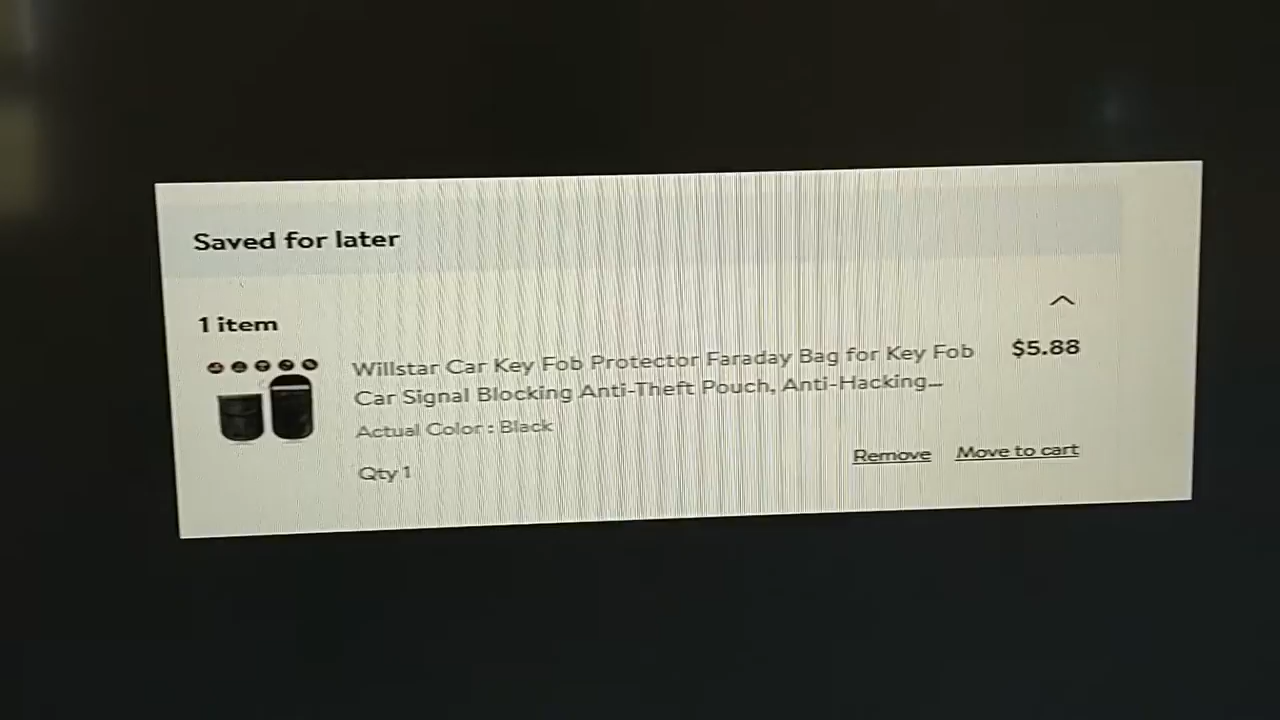 Saved for later
1 item
Willstar Car Key Fob Protector Faraday Bag for Key Fob
Car Signal Blocking Anti-Theft Pouch, Anti-Hacking...
$5.88
Actual Color : Black
Qty 1
Remove Move to cart